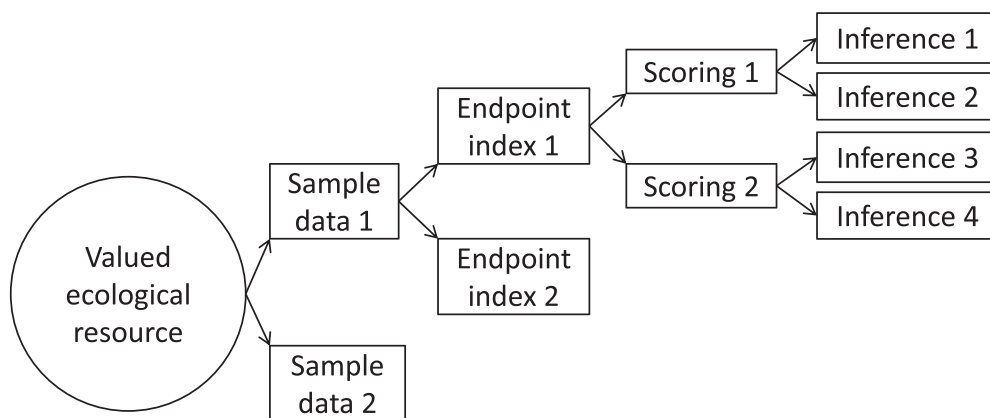 Valued
ecological
resource
Sample
data 1
Sample
data 2
Endpoint
index 1
Endpoint
index 2
Scoring 1
Scoring 2
Inference 1
Inference 2
Inference 3
Inference 4